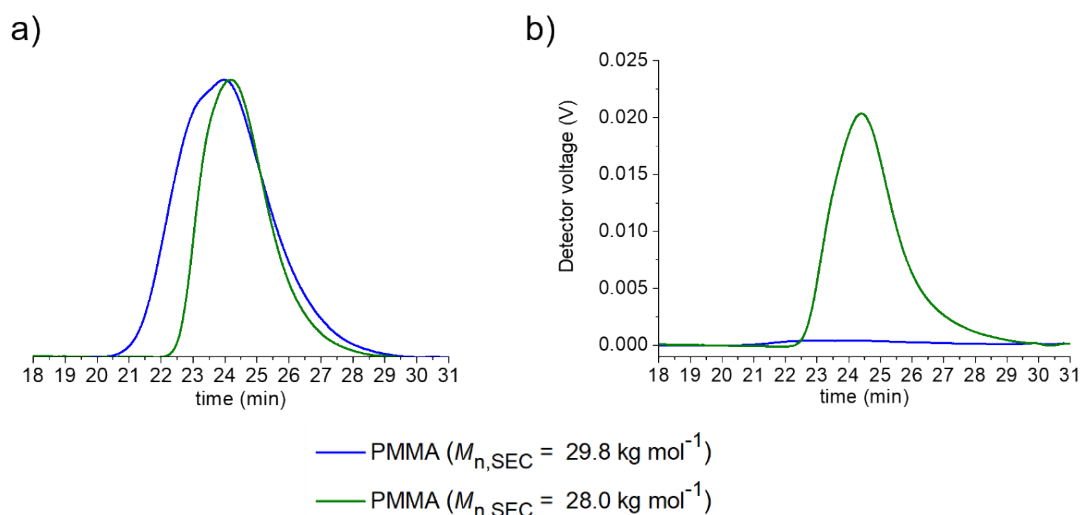 a)
18 19 20 21 22 23 24 25 26 27 28 29 30 31
time (min)
b)
Detector voltage (V)
0.025
0.020
0.015
0.010
0.005
0.000
18 19 20 21 22 23 24 25 26 27 28 29 30 31
time (min)
PMMA (Mn,SEC = 29.8 kg mol-1)
PMMA (Mn,SEC = 28.0 kg mol-1)